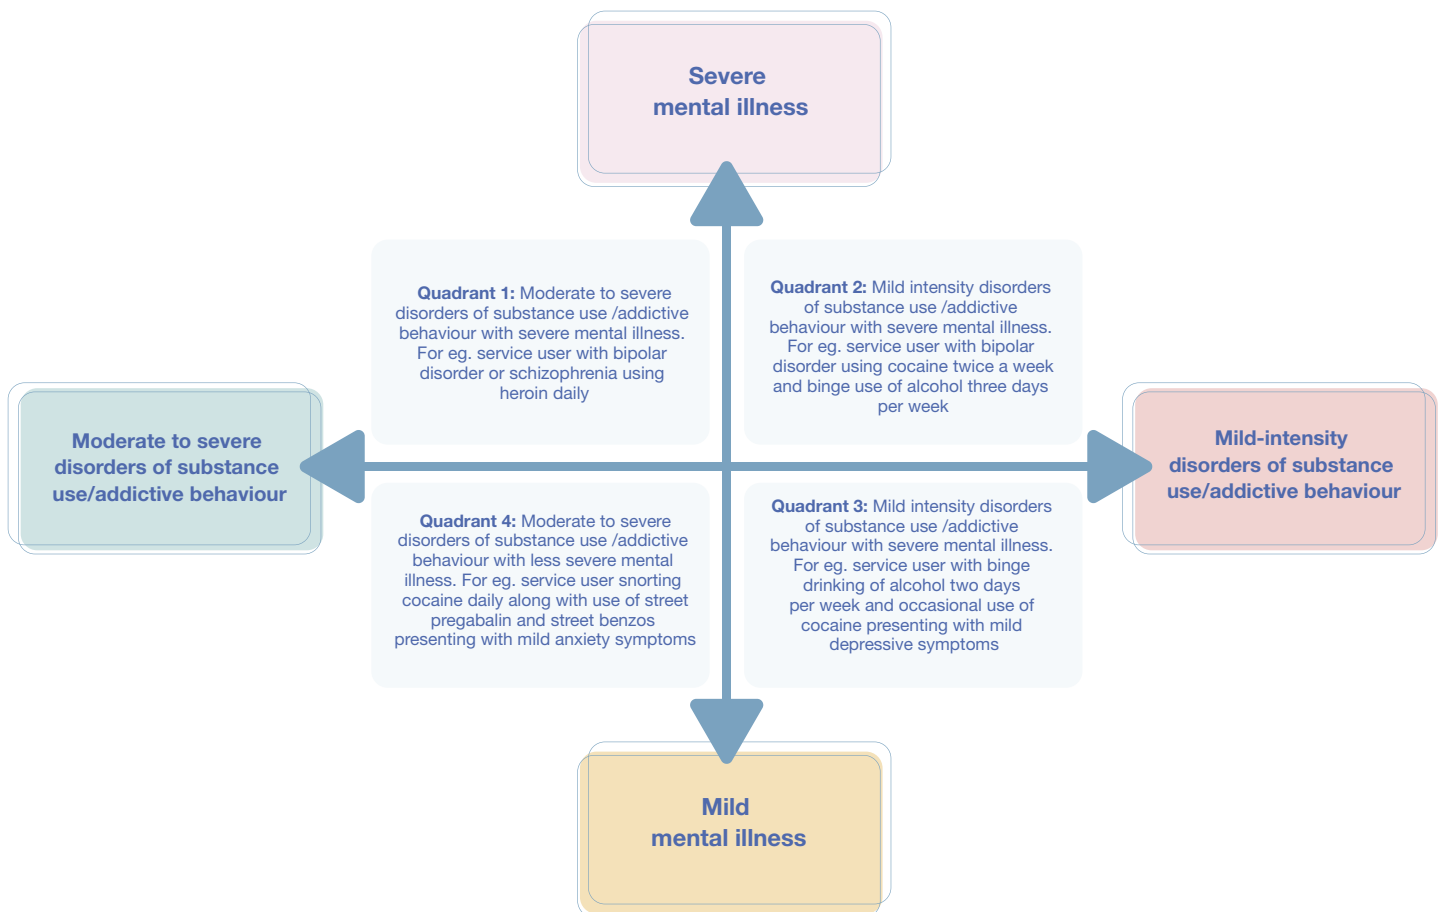 Severe
mental illness
Quadrant 1: Moderate to severe
disorders of substance use /addictive
behaviour with severe mental illness.
For eg. service user with bipolar
disorder or schizophrenia using
heroin daily
Quadrant 2: Mild intensity disorders
of substance use /addictive
behaviour with severe mental illness.
For eg. service user with bipolar
disorder using cocaine twice a week
and binge use of alcohol three days
per week
Moderate to severe
disorders of substance
use/addictive behaviour
Mild-intensity
disorders of substance
use/addictive behaviour
Quadrant 4: Moderate to severe
disorders of substance use /addictive
behaviour with less severe mental
illness. For eg. service user snorting
cocaine daily along with use of street
pregabalin and street benzos
presenting with mild anxiety symptoms
Quadrant 3: Mild intensity disorders
of substance use /addictive
behaviour with severe mental illness.
For eg. service user with binge
drinking of alcohol two days
per week and occasional use of
cocaine presenting with mild
depressive symptoms
Mild
mental illness